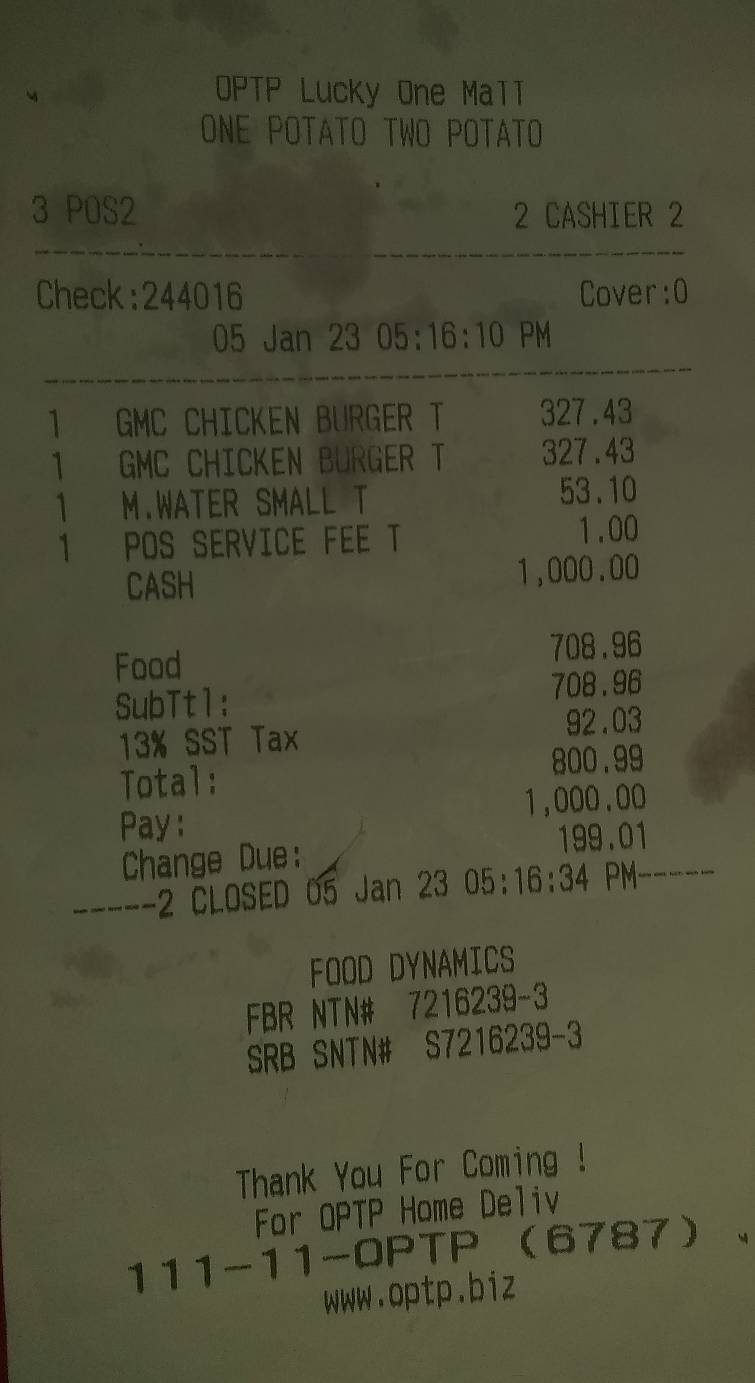 OPTP Lucky One Mall
ONE POTATO TWO POTATO
3 POS2 2 CASHIER 2
Check:244016 Cover:0
05 Jan 23 05:16:10 PM
1 GMC CHICKEN BURGER T 327.43
1 GMC CHICKEN BURGER T 327.43
1 M.WATER SMALL T 53.10
1 POS SERVICE FEE T 1.00
CASH 1,000.00
Food 708.96
SubTtl: 708.96
13% SST Tax 92.03
Total: 800.99
Pay: 1,000.00
Change Due: 199.01
-----2 CLOSED 05 Jan 23 05:16:34 PM-----
FOOD DYNAMICS
FBR NTN# 7216239-3
SRB SNTN# S7216239-3
Thank You For Coming !
For OPTP Home Deliv
111-11-OPTP (6787)
www.optp.biz